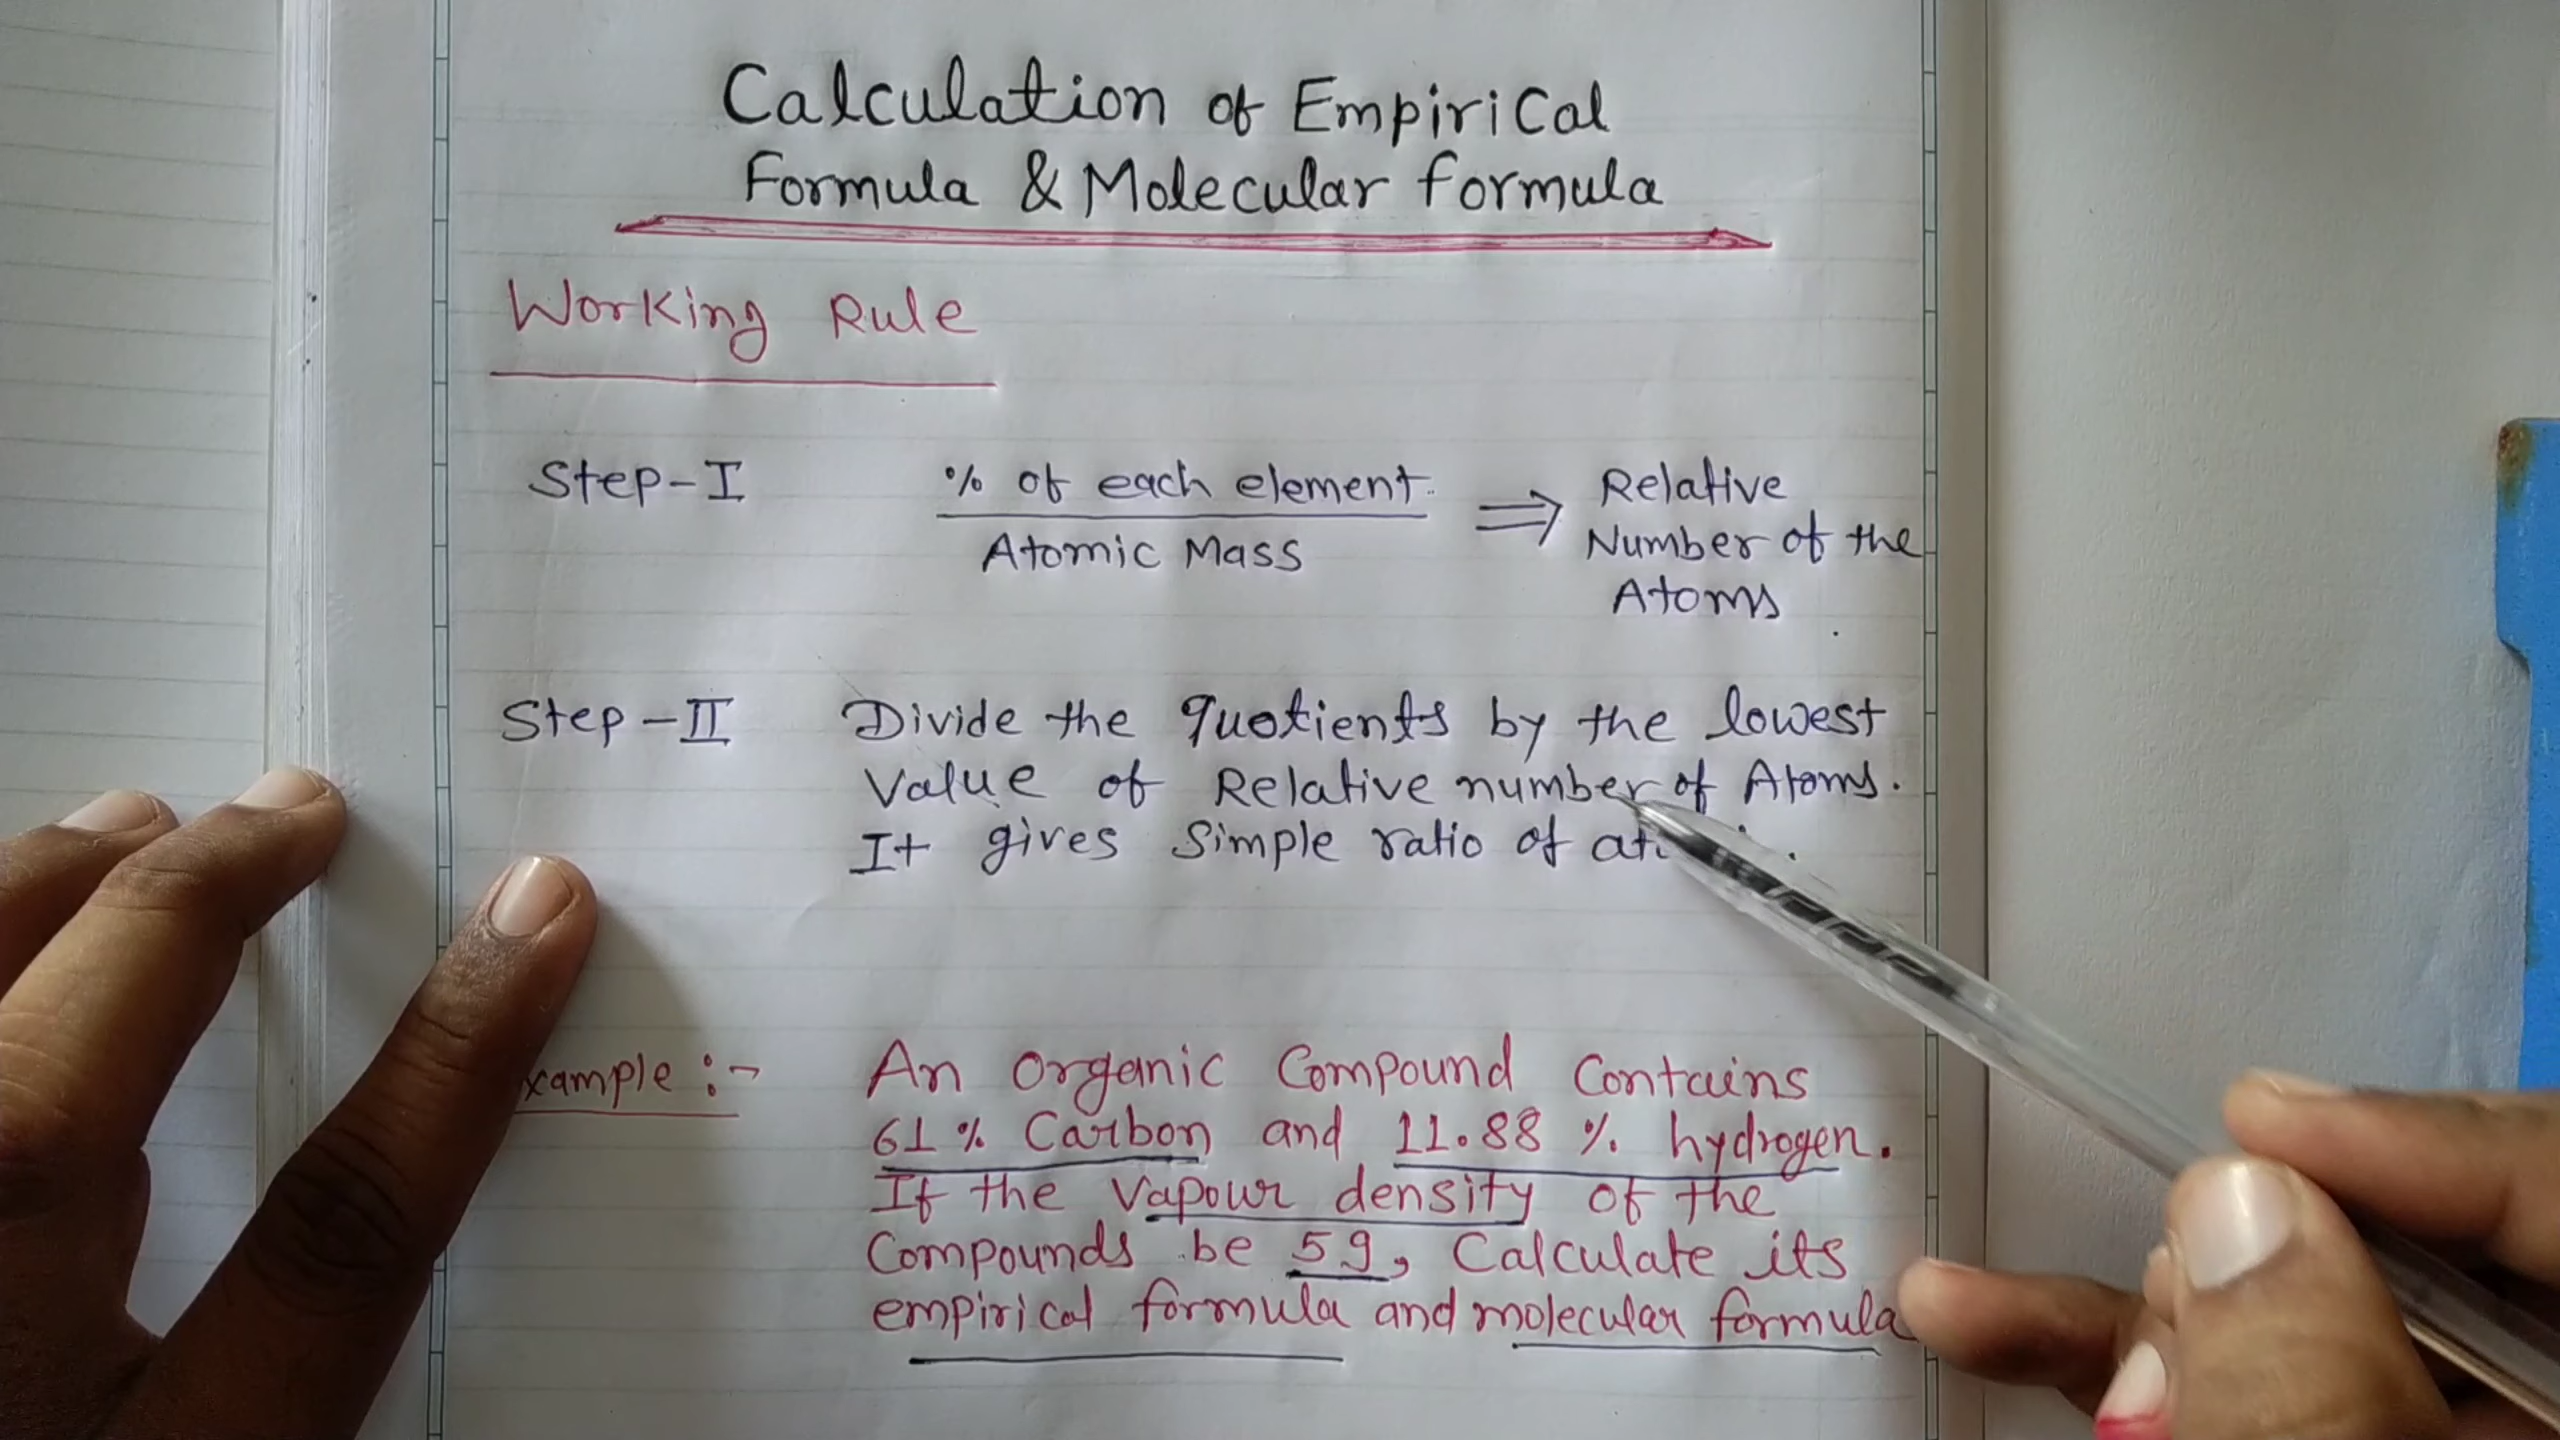 Calculation of Empirical
Formula & Molecular formula
Working Rule
Step-I % of each element ⇒ Relative
Atomic Mass Number of the
Atoms
Step-II Divide the quotients by the lowest
Value of Relative number of Atoms.
It gives Simple ratio of
xample :- An Organic Compound Contains
61% Carbon and 11.88 % hydrogen.
If the Vapour density of the
Compounds be 59, Calculate its
empirical formula and molecular formula